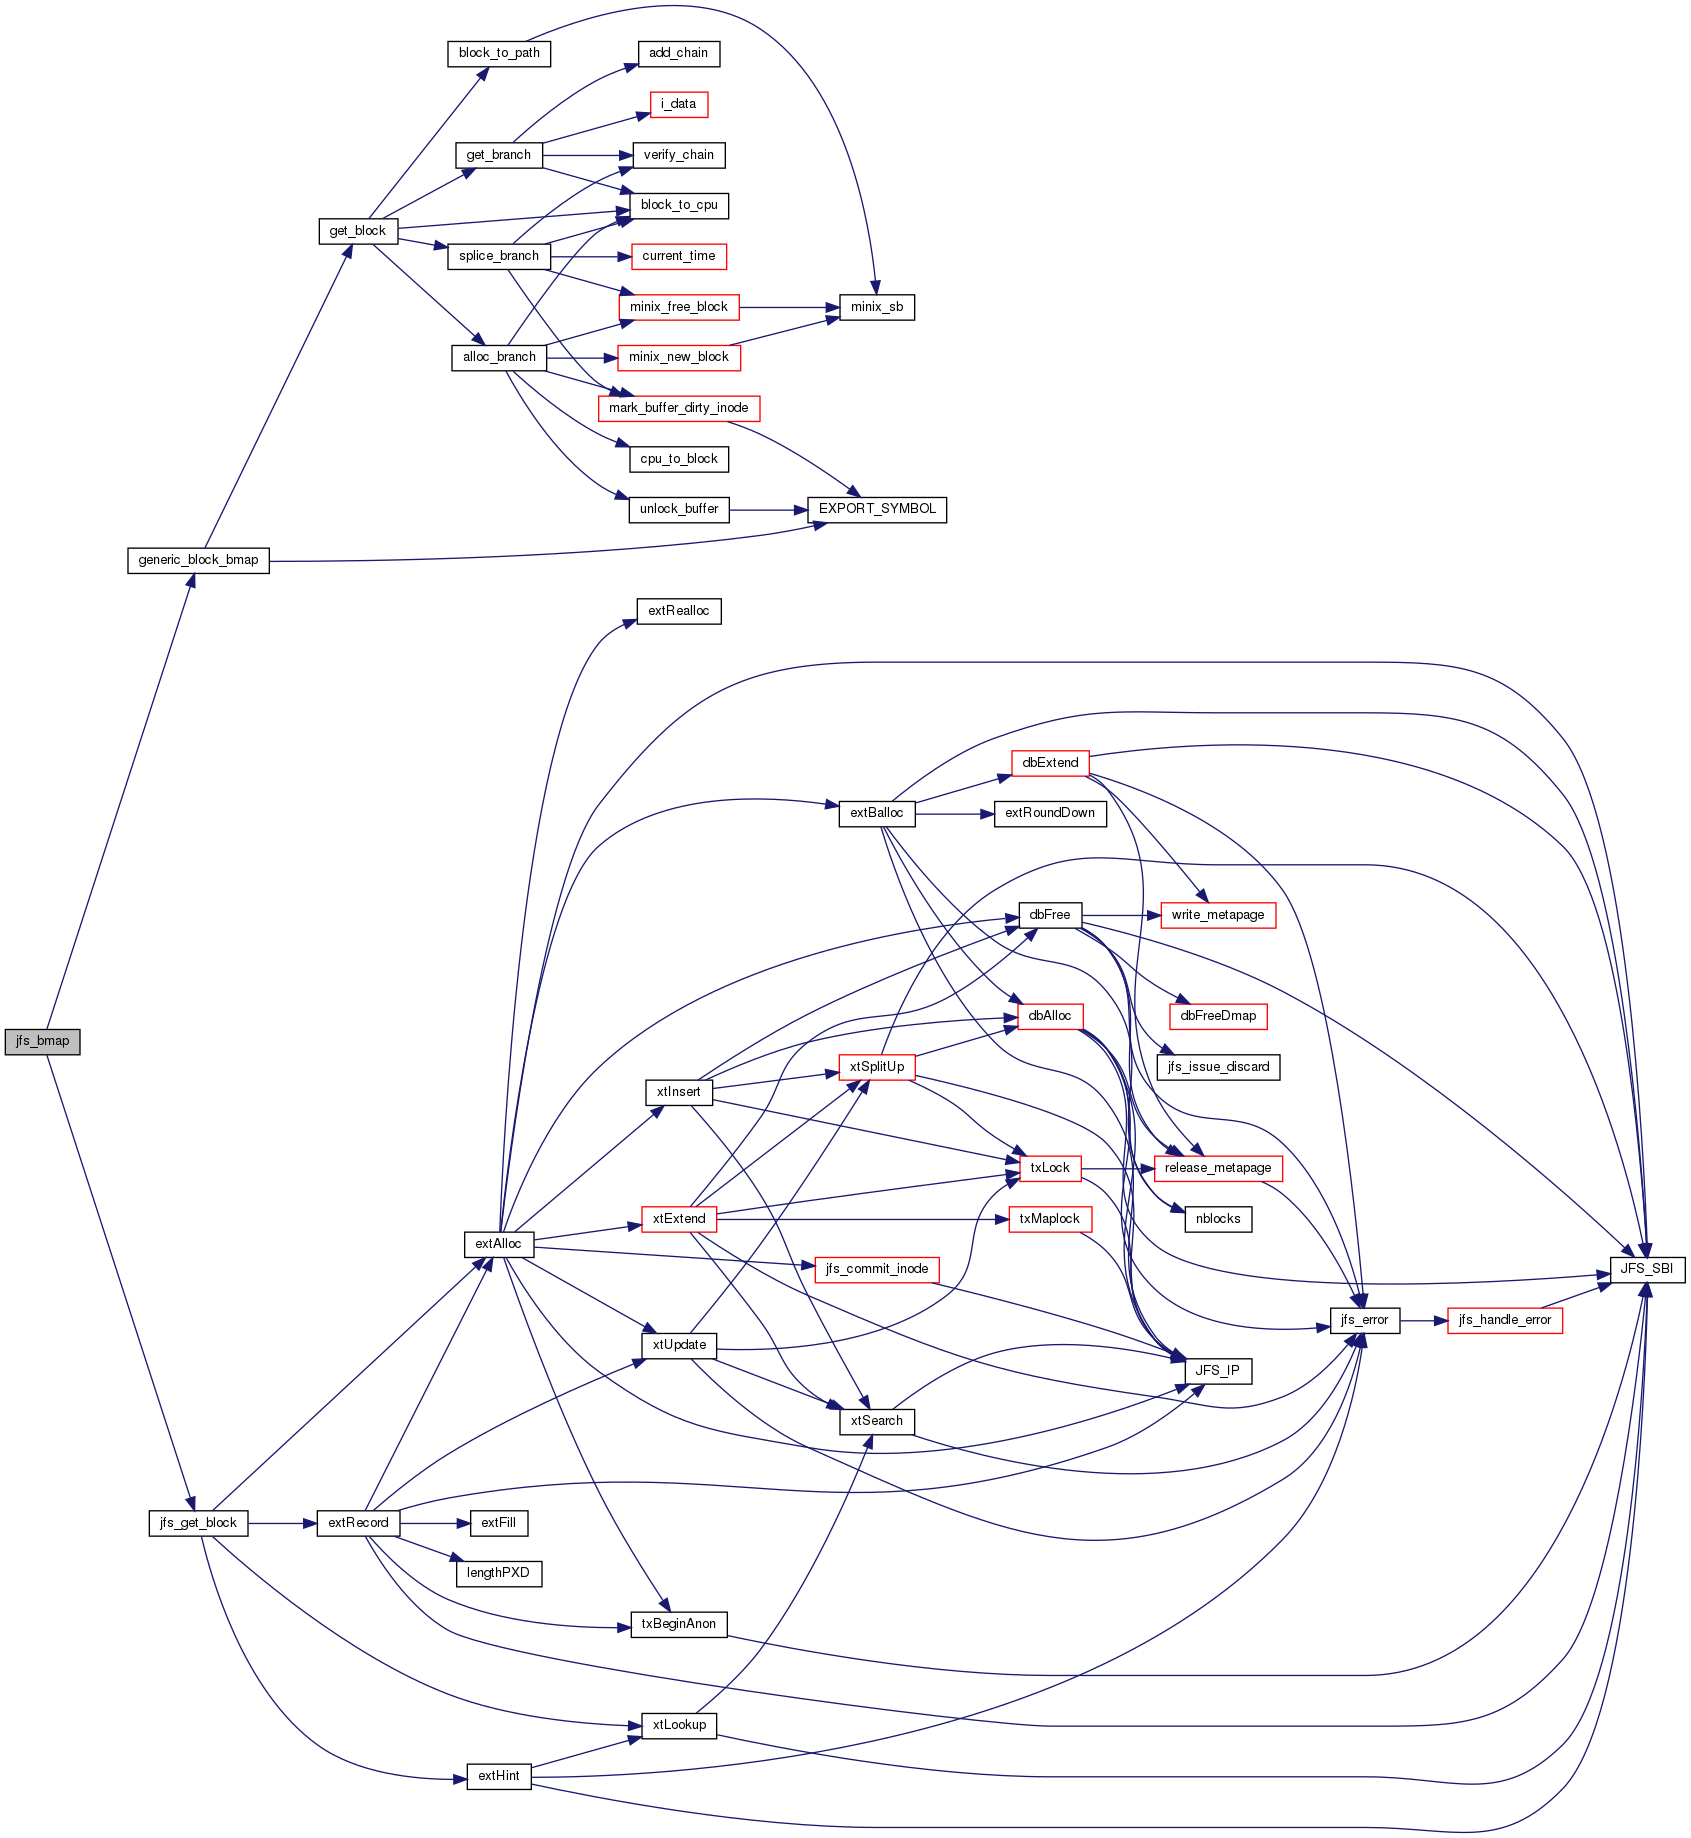 block_to_path
add_chain
i_data
get_branch
verify_chain
block_to_cpu
get_block
splice_branch
current_time
minix_free_block
minix_sb
alloc_branch
minix_new_block
mark_buffer_dirty_inode
cpu_to_block
unlock_buffer
EXPORT_SYMBOL
generic_block_bmap
extRealloc
dbExtend
extBalloc
extRoundDown
dbFree
write_metapage
dbAlloc
dbFreeDmap
jfs_bmap
xtSplitUp
jfs_issue_discard
xtInsert
txLock
release_metapage
xtExtend
txMaplock
nblocks
extAlloc
jfs_commit_inode
JFS_SBI
jfs_error
jfs_handle_error
xtUpdate
JFS_IP
xtSearch
jfs_get_block
extRecord
extFill
lengthPXD
txBeginAnon
xtLookup
extHint